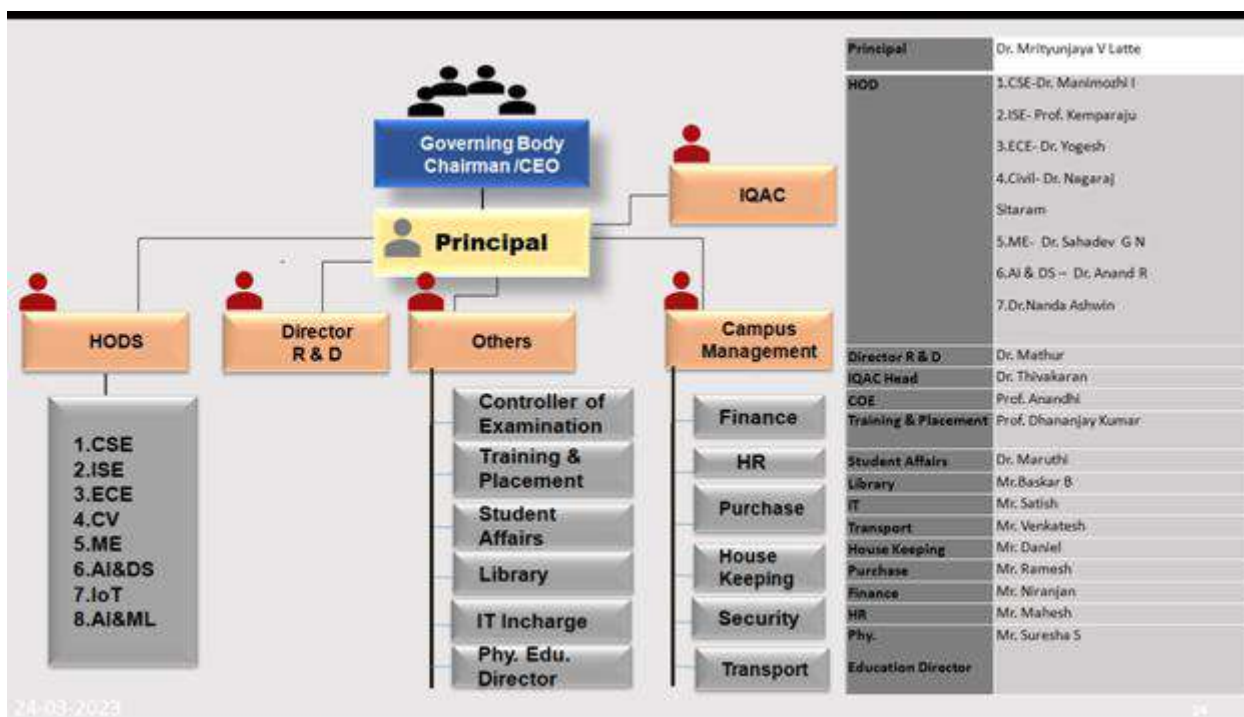 Governing Body
Chairman /CEO
IQAC
Principal
HODS
Director
R & D
Others
Campus
Management
1.CSE
2.ISE
3.ECE
4.CV
5.ME
6.AI&DS
7.IoT
8.AI&ML
Controller of
Examination
Training &
Placement
Student
Affairs
Library
IT Incharge
Phy. Edu.
Director
Finance
HR
Purchase
House
Keeping
Security
Transport
Principal Dr. Mrityunjaya V Latte
HOD 1.CSE-Dr. Manimozhi I
2.ISE- Prof. Kemparaju
3.ECE- Dr. Yogesh
4.Civil- Dr. Nagaraj
Sitaram
5.ME- Dr. Sahadev G N
6.AI & DS – Dr. Anand R
7.Dr.Nanda Ashwin
Director R & D Dr. Mathur
IQAC Head Dr. Thivakaran
COE Prof. Anandhi
Training & Placement Prof. Dhananjay Kumar
Student Affairs Dr. Maruthi
Library Mr.Baskar B
IT Mr. Satish
Transport Mr. Venkatesh
House Keeping Mr. Daniel
Purchase Mr. Ramesh
Finance Mr. Niranjan
HR Mr. Mahesh
Phy. Mr. Suresha S
Education Director
24-03-2023